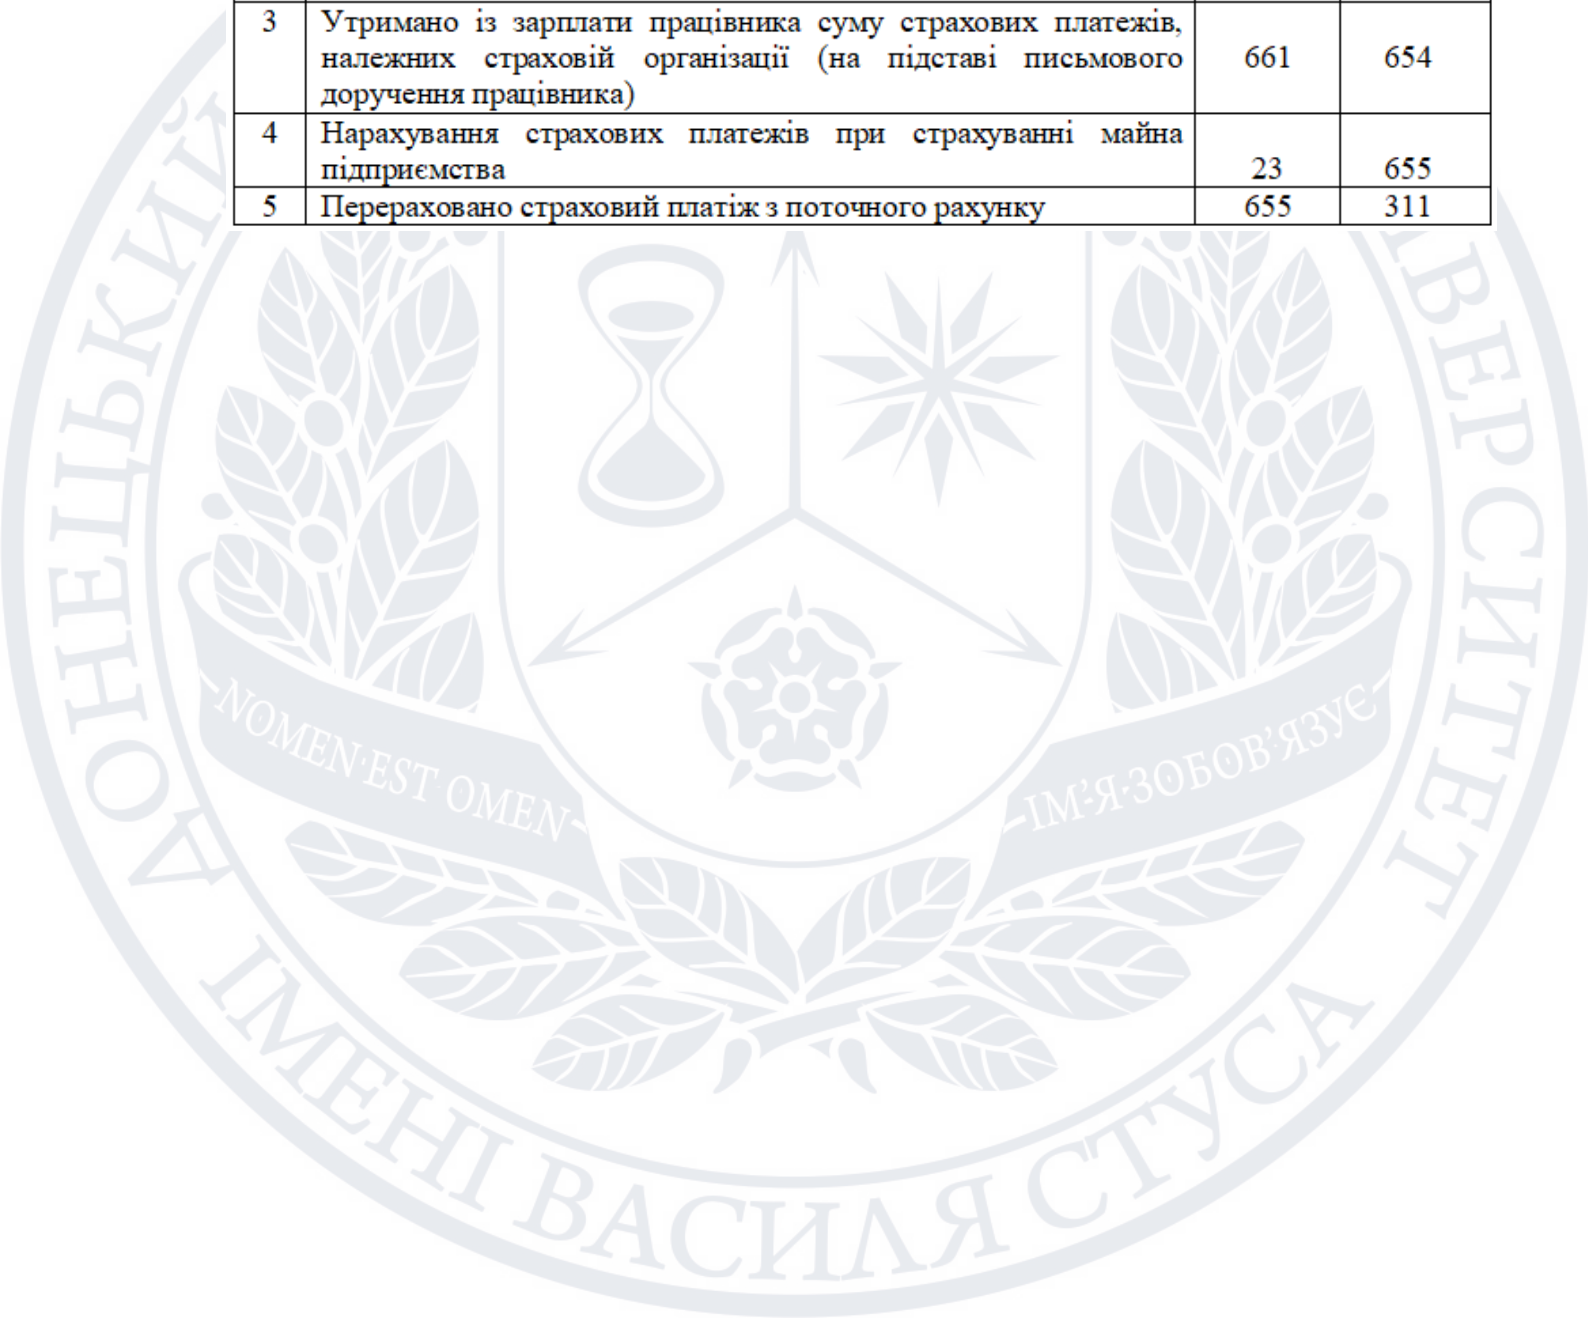 3 Утримано із зарплати працівника суму страхових платежів,
належних страховій організації (на підставі письмового 661 654
доручення працівника)
4 Нарахування страхових платежів при страхуванні майна
підприємства 23 655
5 Перераховано страховий платіж з поточного рахунку 655 311
ДОНЕЦЬКИЙ
ВЕРСИТЕТ
NOMEN·EST·OMEN
ІМ'Я·ЗОБОВ'ЯЗУЄ
ІМЕНІ ВАСИЛЯ СТУСА